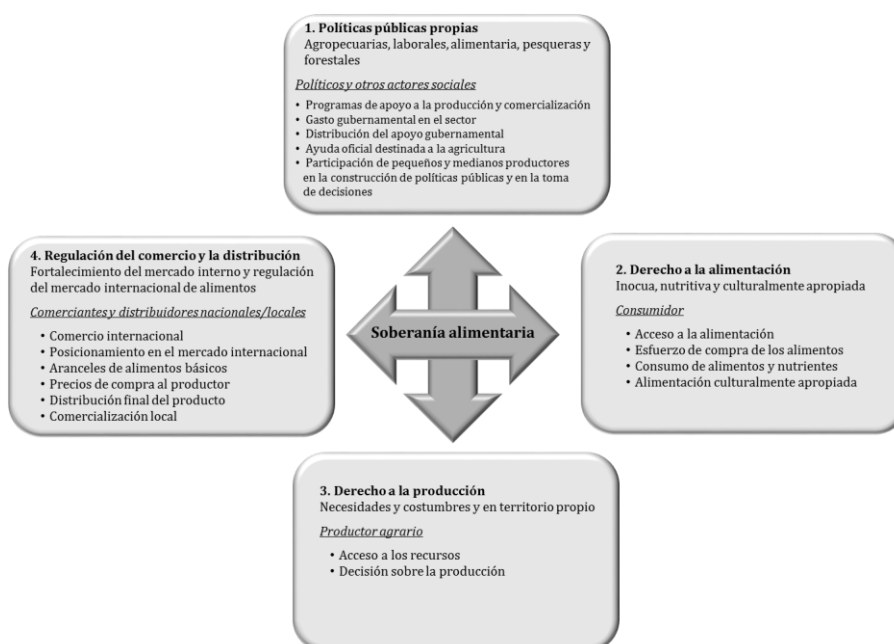 1. Políticas públicas propias
Agropecuarias, laborales, alimentaria, pesqueras y
forestales
Políticos y otros actores sociales
• Programas de apoyo a la producción y comercialización
• Gasto gubernamental en el sector
• Distribución del apoyo gubernamental
• Ayuda oficial destinada a la agricultura
• Participación de pequeños y medianos productores
en la construcción de políticas públicas y en la toma
de decisiones
4. Regulación del comercio y la distribución
Fortalecimiento del mercado interno y regulación
del mercado internacional de alimentos
Comerciantes y distribuidores nacionales/locales
• Comercio internacional
• Posicionamiento en el mercado internacional
• Aranceles de alimentos básicos
• Precios de compra al productor
• Distribución final del producto
• Comercialización local
Soberanía alimentaria
2. Derecho a la alimentación
Inocua, nutritiva y culturalmente apropiada
Consumidor
• Acceso a la alimentación
• Esfuerzo de compra de los alimentos
• Consumo de alimentos y nutrientes
• Alimentación culturalmente apropiada
3. Derecho a la producción
Necesidades y costumbres y en territorio propio
Productor agrario
• Acceso a los recursos
• Decisión sobre la producción